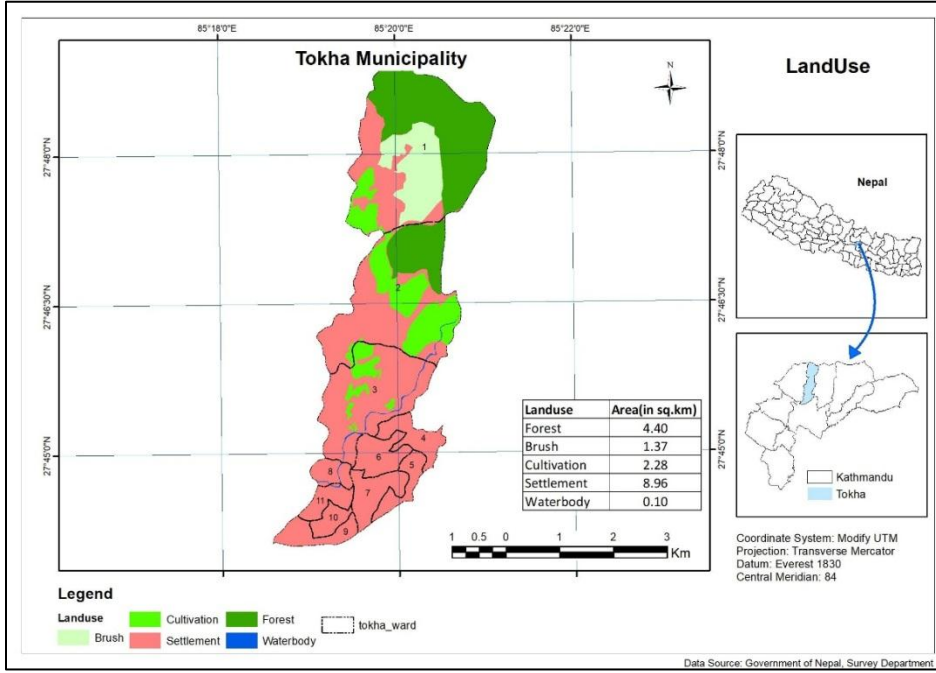 85°18'0"E 85°20'0"E 85°22'0"E
Tokha Municipality
N
LandUse
27°48'0"N
27°46'30"N
27°45'0"N
27°48'0"N
27°46'30"N
27°45'0"N
1
2
3
4
5
6
7
8
9
10
11
Nepal
Landuse Area(in sq.km)
Forest 4.40
Brush 1.37
Cultivation 2.28
Settlement 8.96
Waterbody 0.10
1 0.5 0 1 2 3
Km
Kathmandu
Tokha
Coordinate System: Modify UTM
Projection: Transverse Mercator
Datum: Everest 1830
Central Meridian: 84
Legend
Landuse
Brush
Cultivation
Settlement
Forest
Waterbody
tokha_ward
Data Source: Government of Nepal, Survey Department